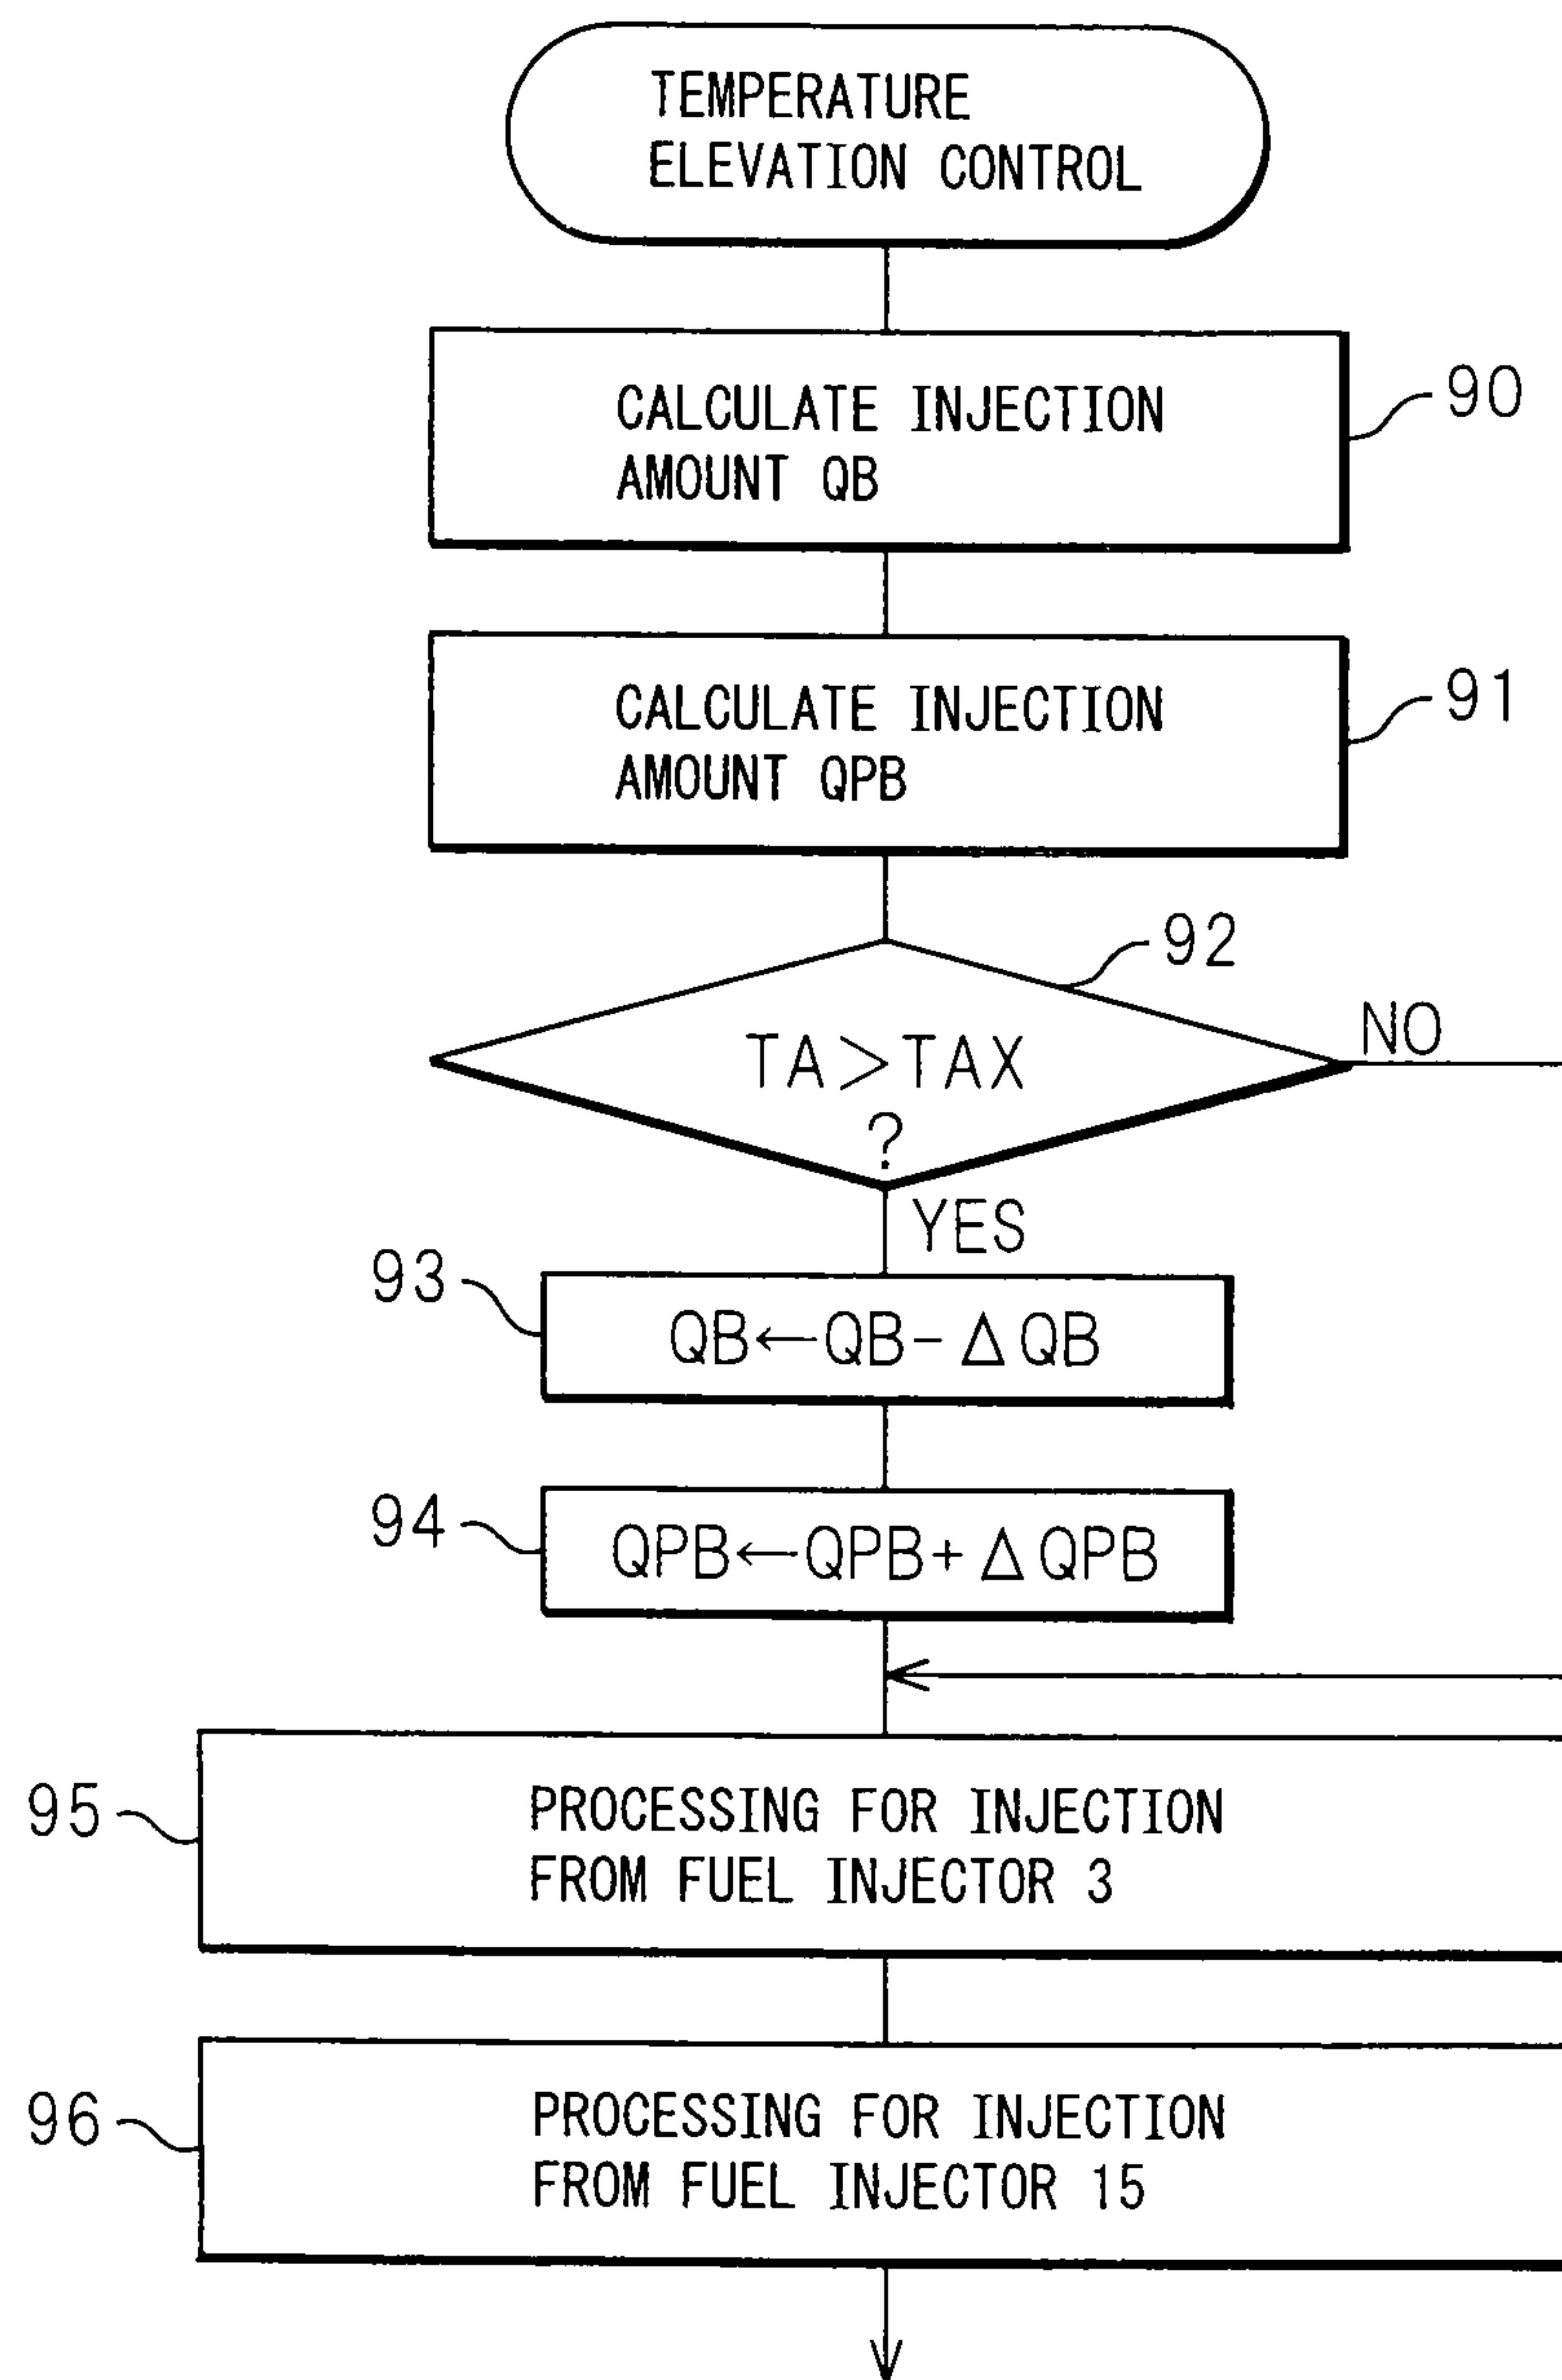 TEMPERATURE
ELEVATION CONTROL
CALCULATE INJECTION
AMOUNT QB
90
CALCULATE INJECTION
AMOUNT QPB
91
92
TA>TAX
?
NO
YES
93
QB←QB-ΔQB
94
QPB←QPB+ΔQPB
95
PROCESSING FOR INJECTION
FROM FUEL INJECTOR 3
96
PROCESSING FOR INJECTION
FROM FUEL INJECTOR 15